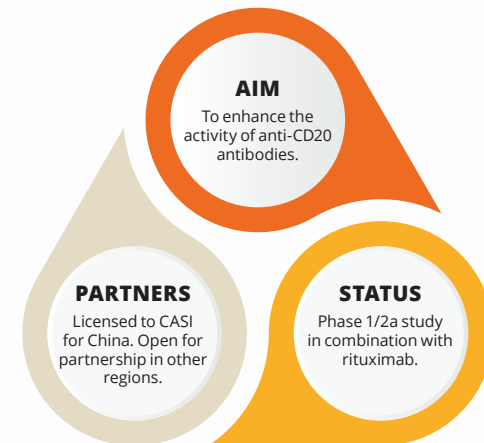 AIM
To enhance the
activity of anti-CD20
antibodies.
PARTNERS
Licensed to CASI
for China. Open for
partnership in other
regions.
STATUS
Phase 1/2a study
in combination with
rituximab.